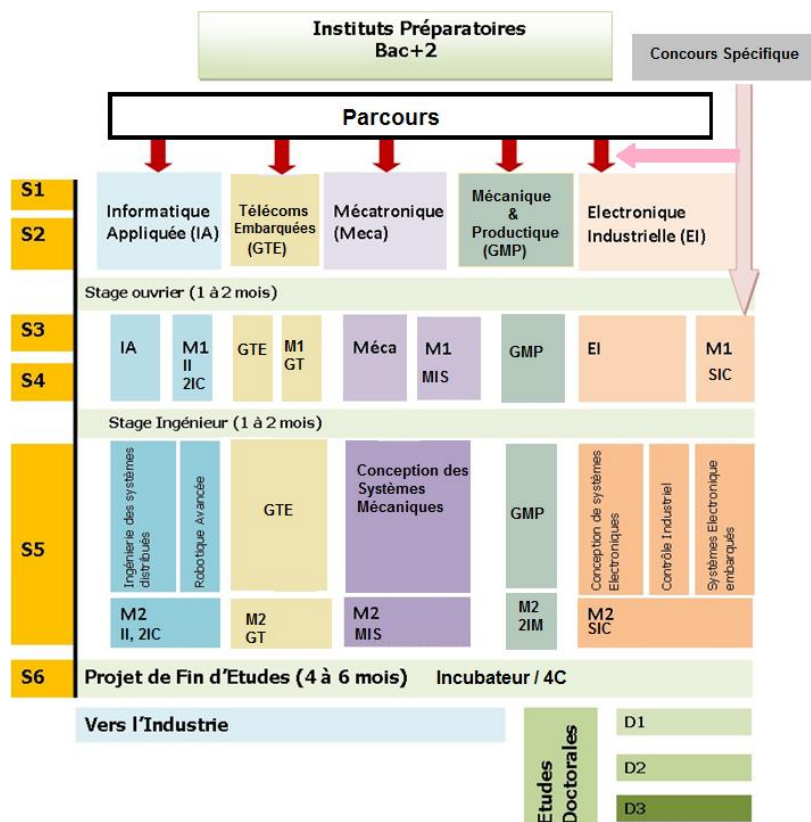 Instituts Préparatoires
Bac+2
Concours Spécifique
Parcours
S1
S2
Informatique
Appliquée (IA)
Télécoms
Embarquées
(GTE)
Mécatronique
(Meca)
Mécanique
&
Productique
(GMP)
Electronique
Industrielle (EI)
Stage ouvrier (1 à 2 mois)
S3
S4
IA
M1
II
2IC
GTE
M1
GT
Méca
M1
MIS
GMP
EI
M1
SIC
Stage Ingénieur (1 à 2 mois)
S5
Ingénierie des systèmes
distribués
Robotique Avancée
GTE
Conception des
Systèmes
Mécaniques
GMP
Conception de systèmes
Electroniques
Contrôle Industriel
Systèmes Electronique
embarqués
M2
II, 2IC
M2
GT
M2
MIS
M2
2IM
M2
SIC
S6
Projet de Fin d'Etudes (4 à 6 mois) Incubateur / 4C
Vers l'Industrie
Etudes
Doctorales
D1
D2
D3